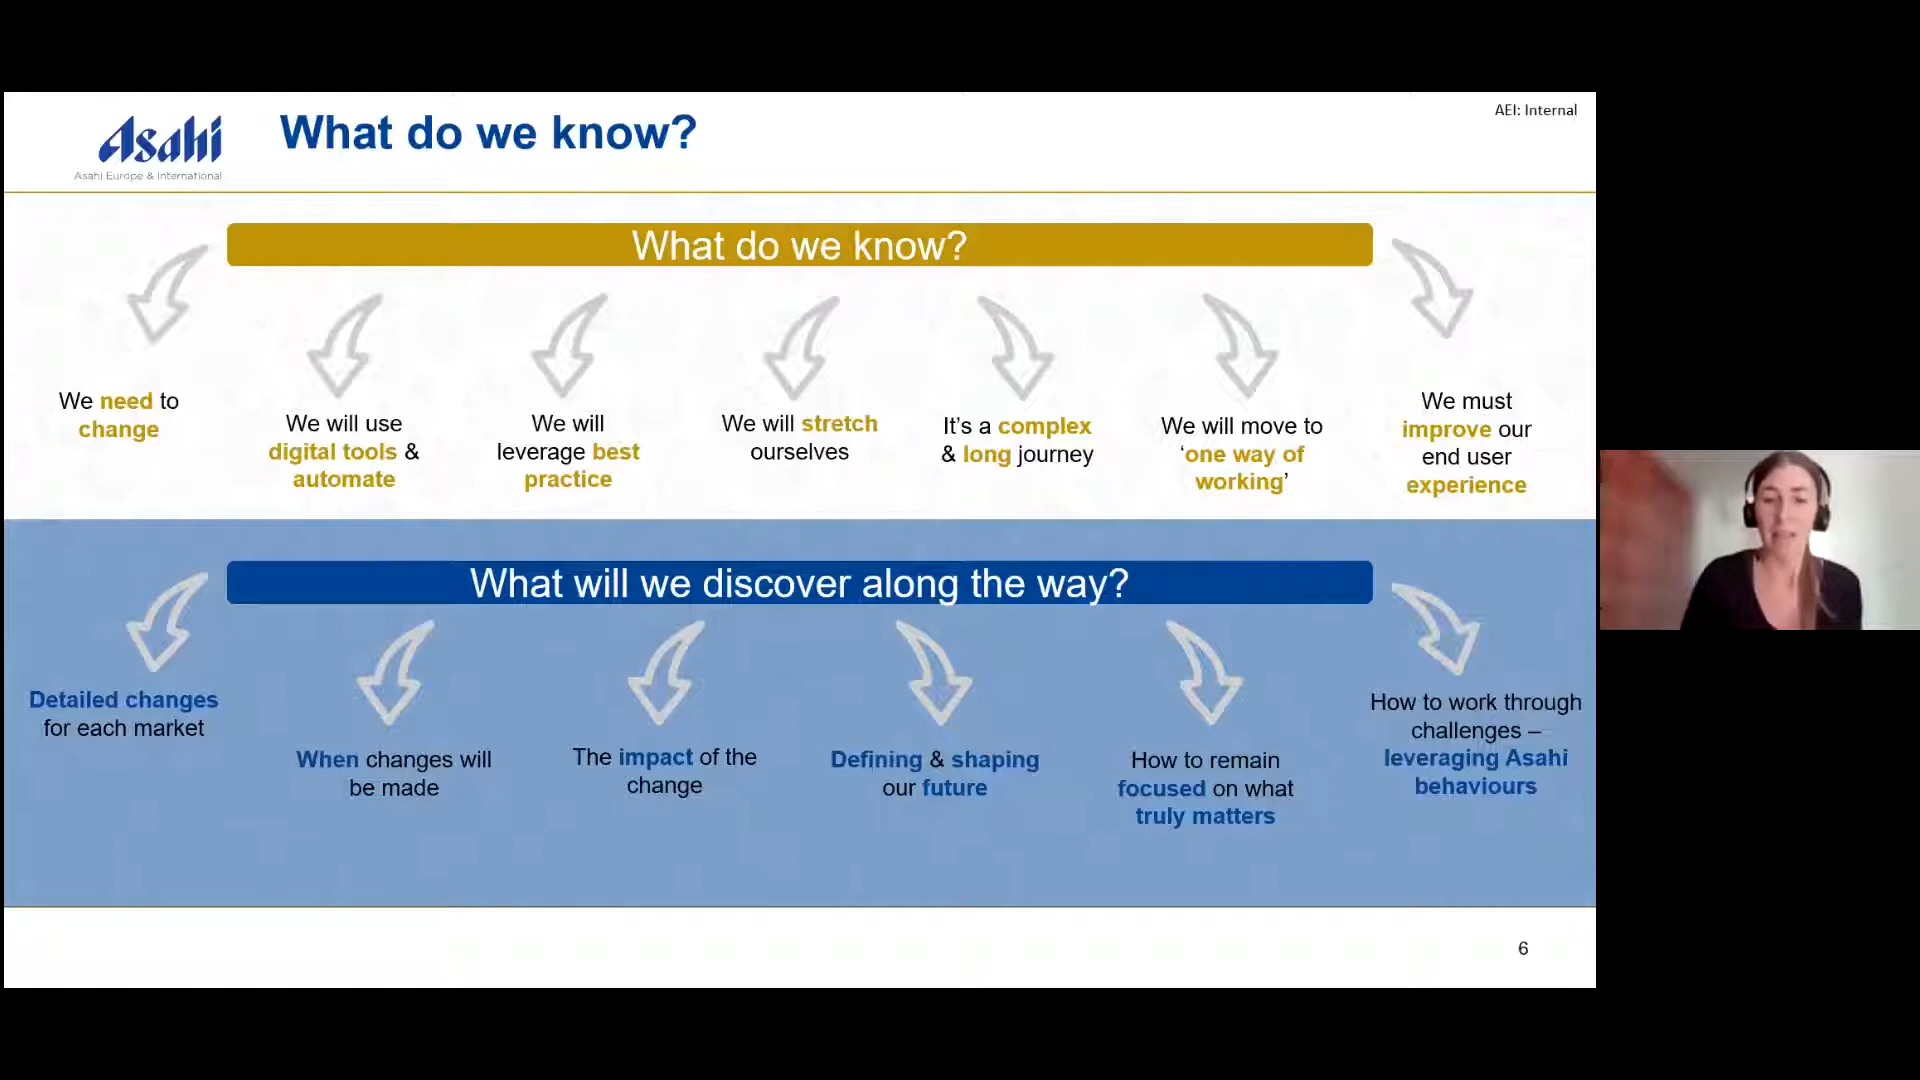 Asahi
Asahi Europe & International
What do we know?
AEI: Internal
What do we know?
We need to
change
We will use
digital tools &
automate
We will
leverage best
practice
We will stretch
ourselves
It's a complex
& long journey
We will move to
‘one way of
working’
We must
improve our
end user
experience
What will we discover along the way?
Detailed changes
for each market
When changes will
be made
The impact of the
change
Defining & shaping
our future
How to remain
focused on what
truly matters
How to work through
challenges –
leveraging Asahi
behaviours
6